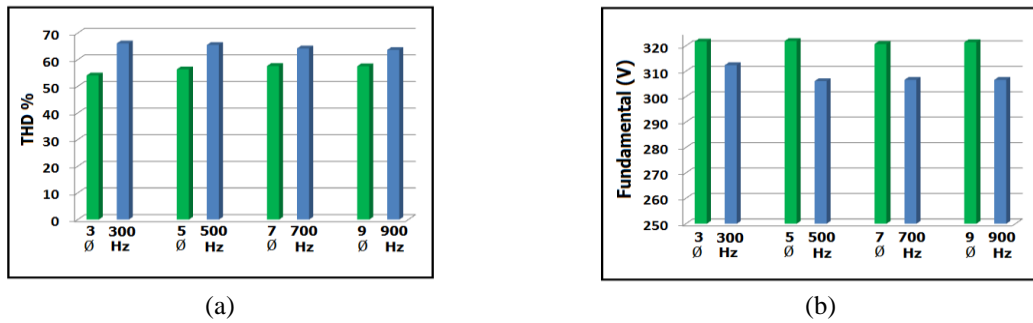 THD %
70
60
50
40
30
20
10
0
3 300 5 500 7 700 9 900
Ø Hz Ø Hz Ø Hz Ø Hz
(a)
Fundamental (V)
320
310
300
290
280
270
260
250
3 300 5 500 7 700 9 900
Ø Hz Ø Hz Ø Hz Ø Hz
(b)